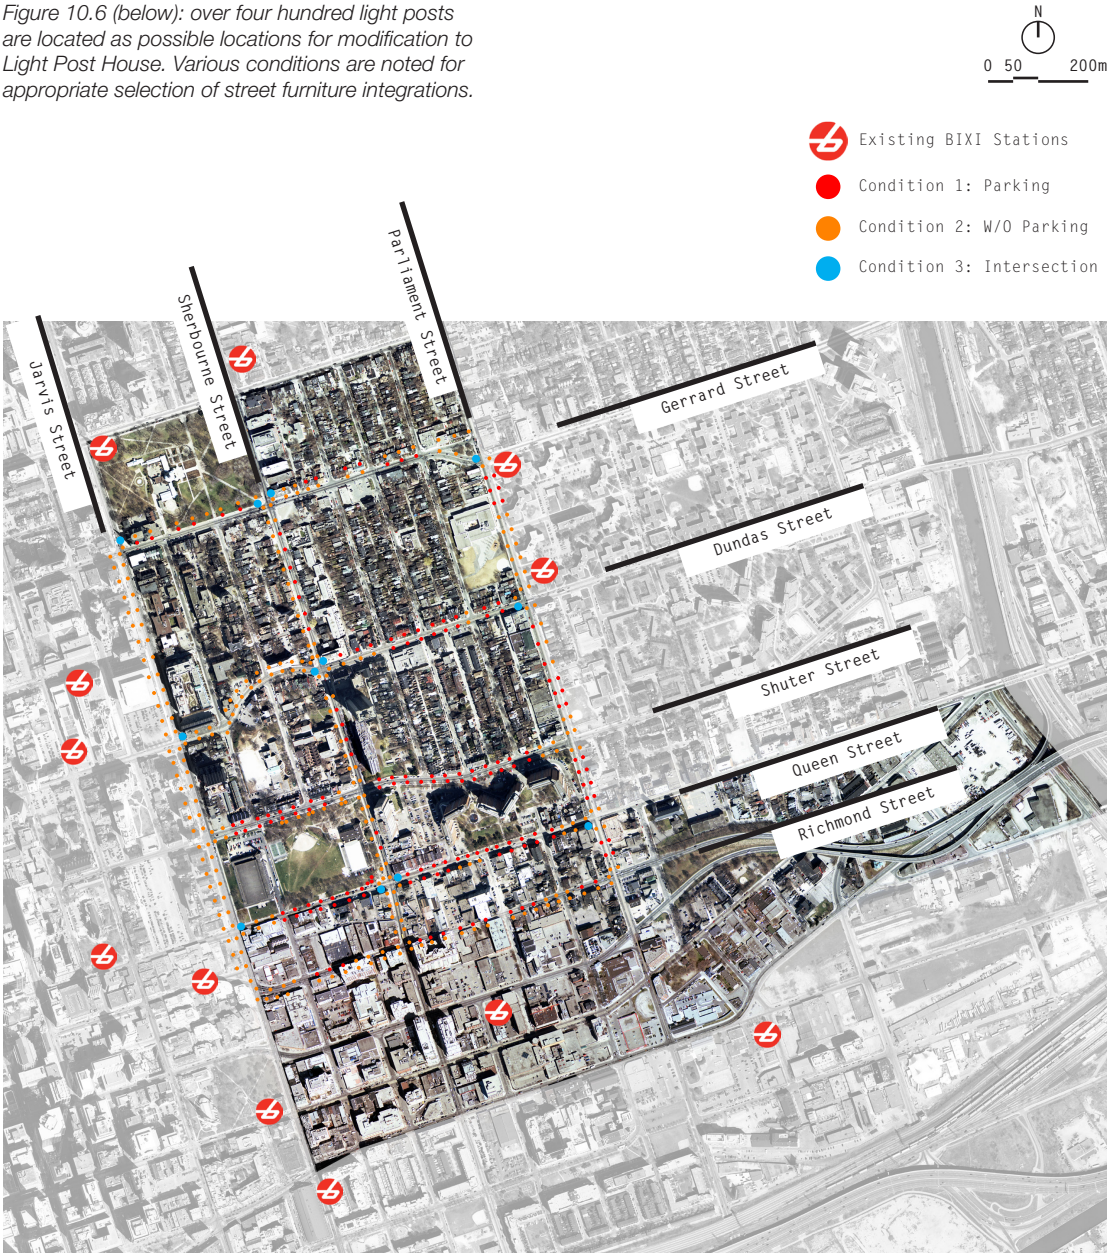 Figure 10.6 (below): over four hundred light posts
are located as possible locations for modification to
Light Post House. Various conditions are noted for
appropriate selection of street furniture integrations.
N
0 50 200m
Existing BIXI Stations
Condition 1: Parking
Condition 2: W/O Parking
Condition 3: Intersection
Parliament Street
Sherbourne Street
Jarvis Street
Gerrard Street
Dundas Street
Shuter Street
Queen Street
Richmond Street